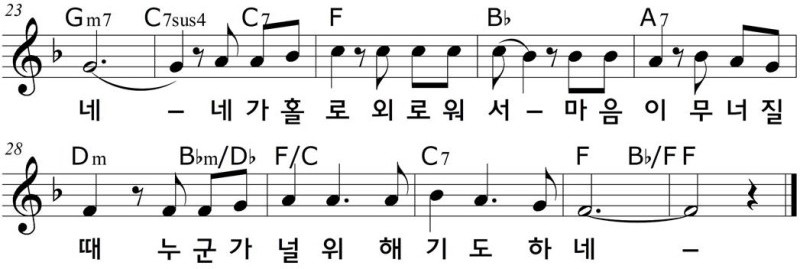 23 Gm7 C7sus4 C7 F B♭ A7
네 – 네 가 홀 로 외 로 워 서 – 마 음 이 무 너 질
28 Dm B♭m/D♭ F/C C7 F B♭/F F
때 누 군 가 널 위 해 기 도 하 네 –